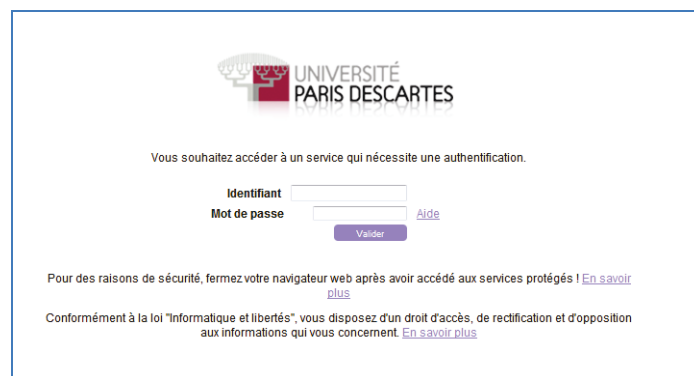 UNIVERSITÉ
PARIS DESCARTES
Vous souhaitez accéder à un service qui nécessite une authentification.
Identifiant
Mot de passe Aide
Valider
Pour des raisons de sécurité, fermez votre navigateur web après avoir accédé aux services protégés ! En savoir
plus
Conformément à la loi "Informatique et libertés", vous disposez d'un droit d'accès, de rectification et d'opposition
aux informations qui vous concernent. En savoir plus